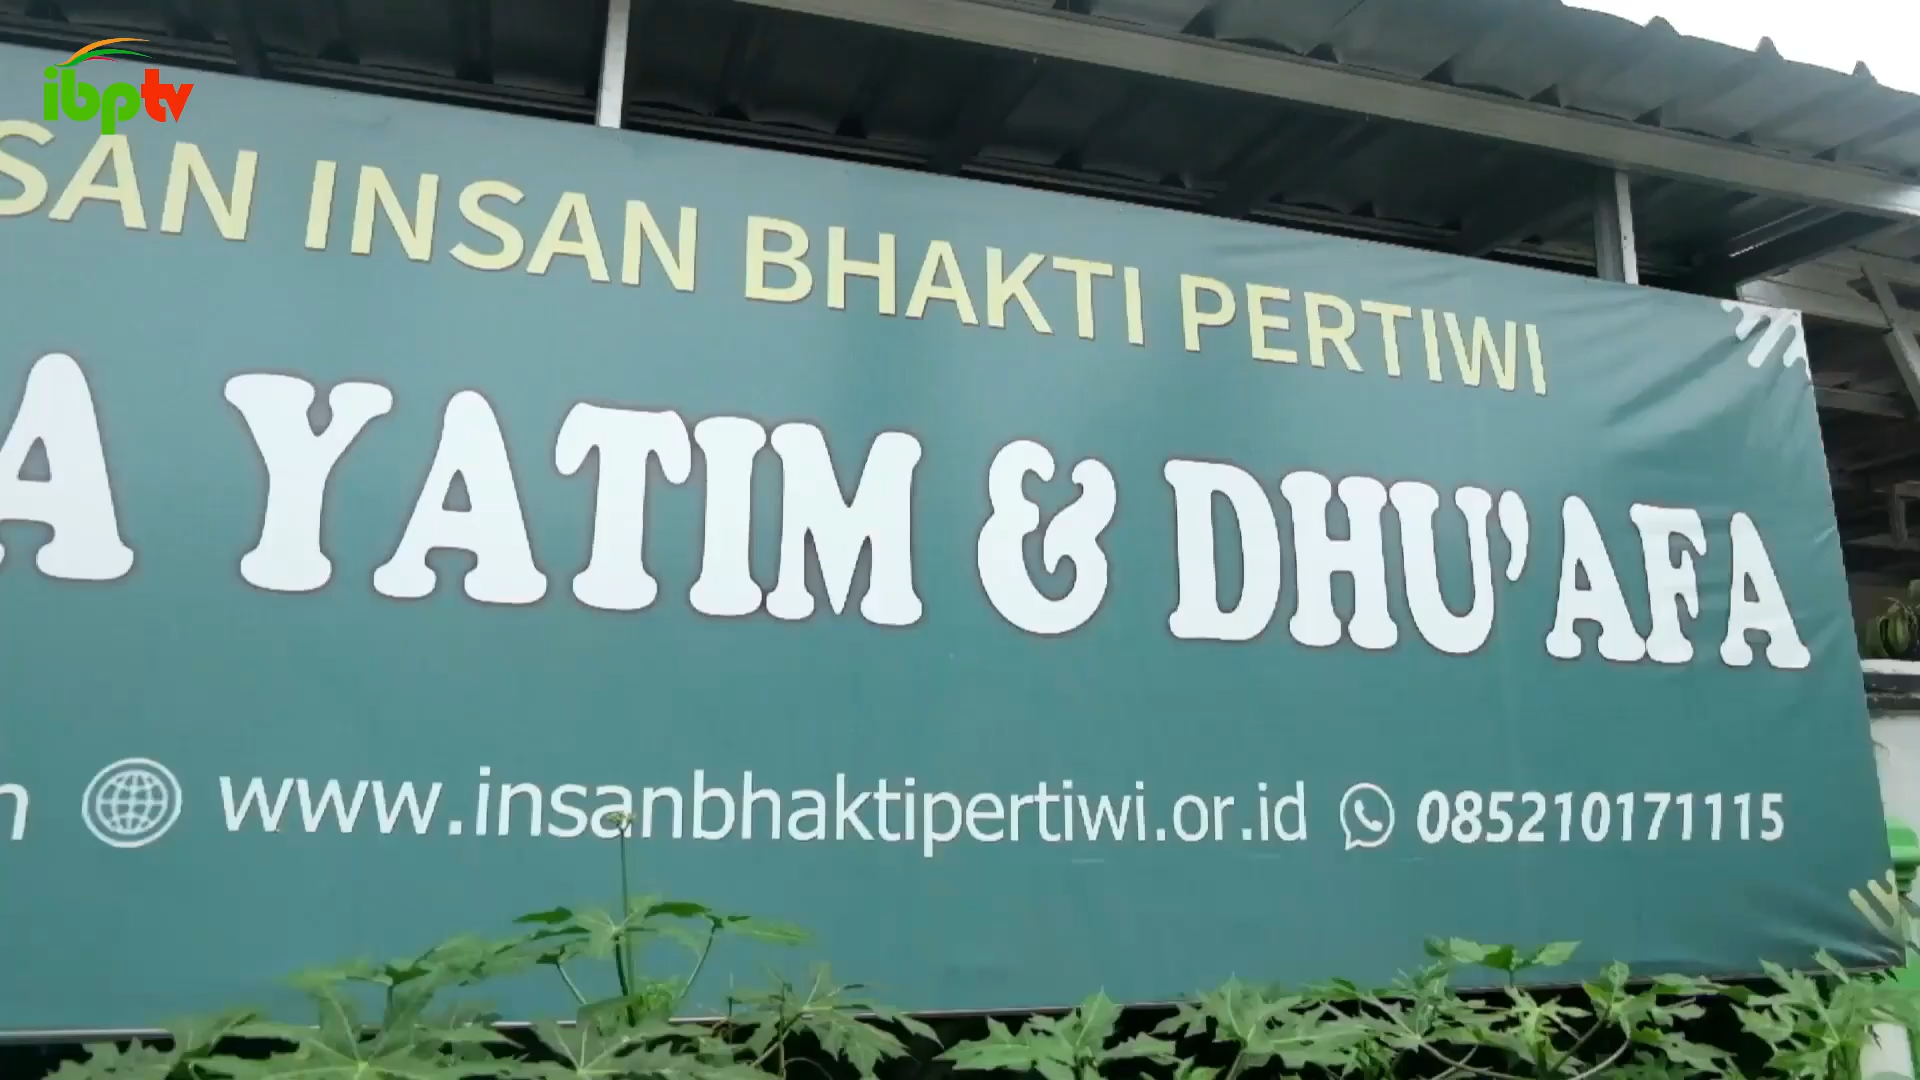 ibptv
SAN INSAN BHAKTI PERTIWI
A YATIM & DHU'AFA
www.insanbhaktipertiwi.or.id 085210171115